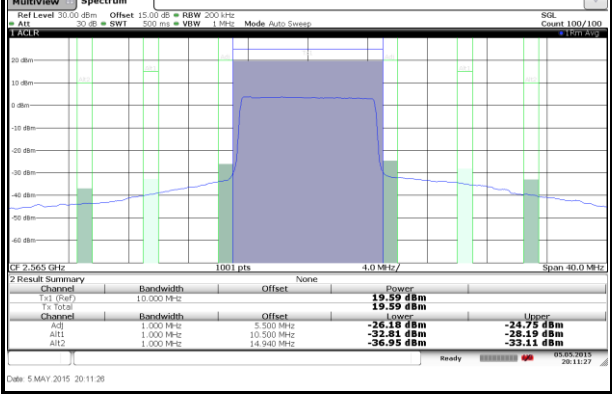 MultiView Spectrum
Ref Level 30.00 dBm Offset 15.00 dB RBW 200 kHz SGL
Att 30 dB SWT 500 ms VBW 1 MHz Mode Auto Sweep Count 100/100
1 ACLR 1Rm Avg
20 dBm
10 dBm
0 dBm
-10 dBm
-20 dBm
-30 dBm
-40 dBm
-50 dBm
-60 dBm
CF 2.565 GHz 1001 pts 4.0 MHz/ Span 40.0 MHz
2 Result Summary None
Channel Bandwidth Offset Power
Tx1 (Ref) 10.000 MHz 19.59 dBm
Tx Total 19.59 dBm
Channel Bandwidth Offset Lower Upper
Adj 1.000 MHz 5.500 MHz -26.18 dBm -24.75 dBm
Alt1 1.000 MHz 10.500 MHz -32.81 dBm -28.19 dBm
Alt2 1.000 MHz 14.940 MHz -36.95 dBm -33.11 dBm
Ready 05.05.2015
20:11:27
Date: 5.MAY.2015 20:11:26